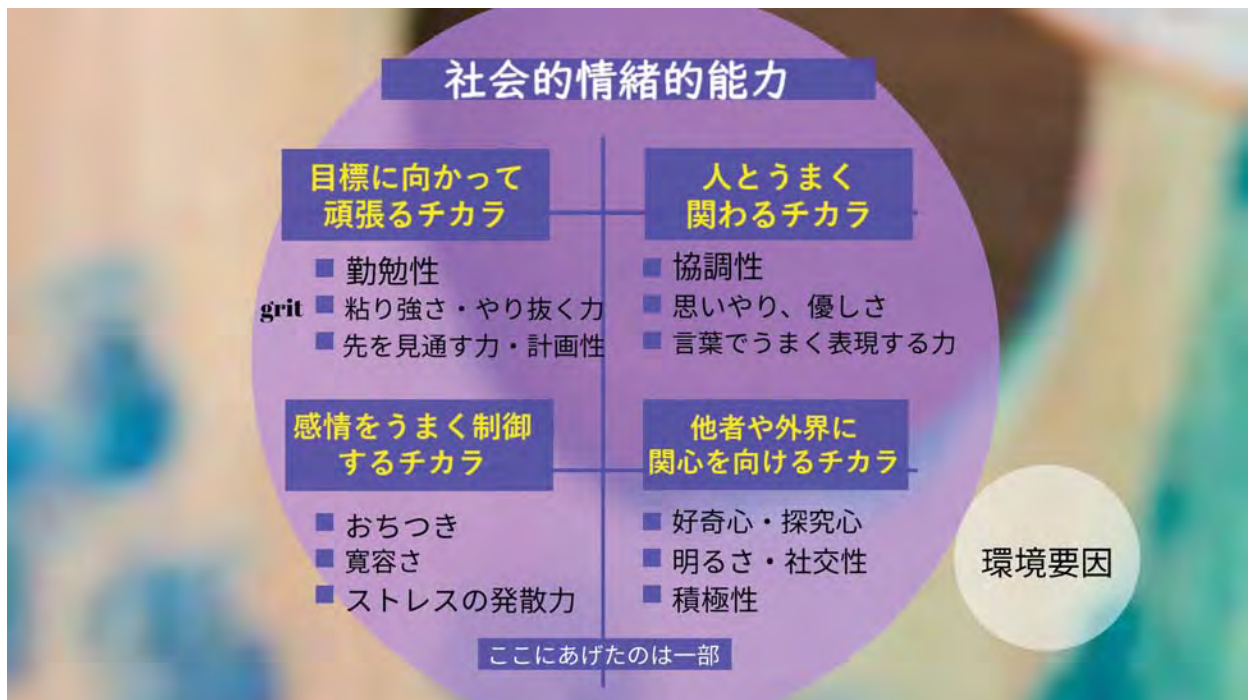 社会的情緒的能力
目標に向かって
頑張るチカラ
勤勉性
grit 粘り強さ・やり抜く力
先を見通す力・計画性
人とうまく
関わるチカラ
協調性
思いやり、優しさ
言葉でうまく表現する力
感情をうまく制御
するチカラ
おちつき
寛容さ
ストレスの発散力
他者や外界に
関心を向けるチカラ
好奇心・探究心
明るさ・社交性
積極性
環境要因
ここにあげたのは一部